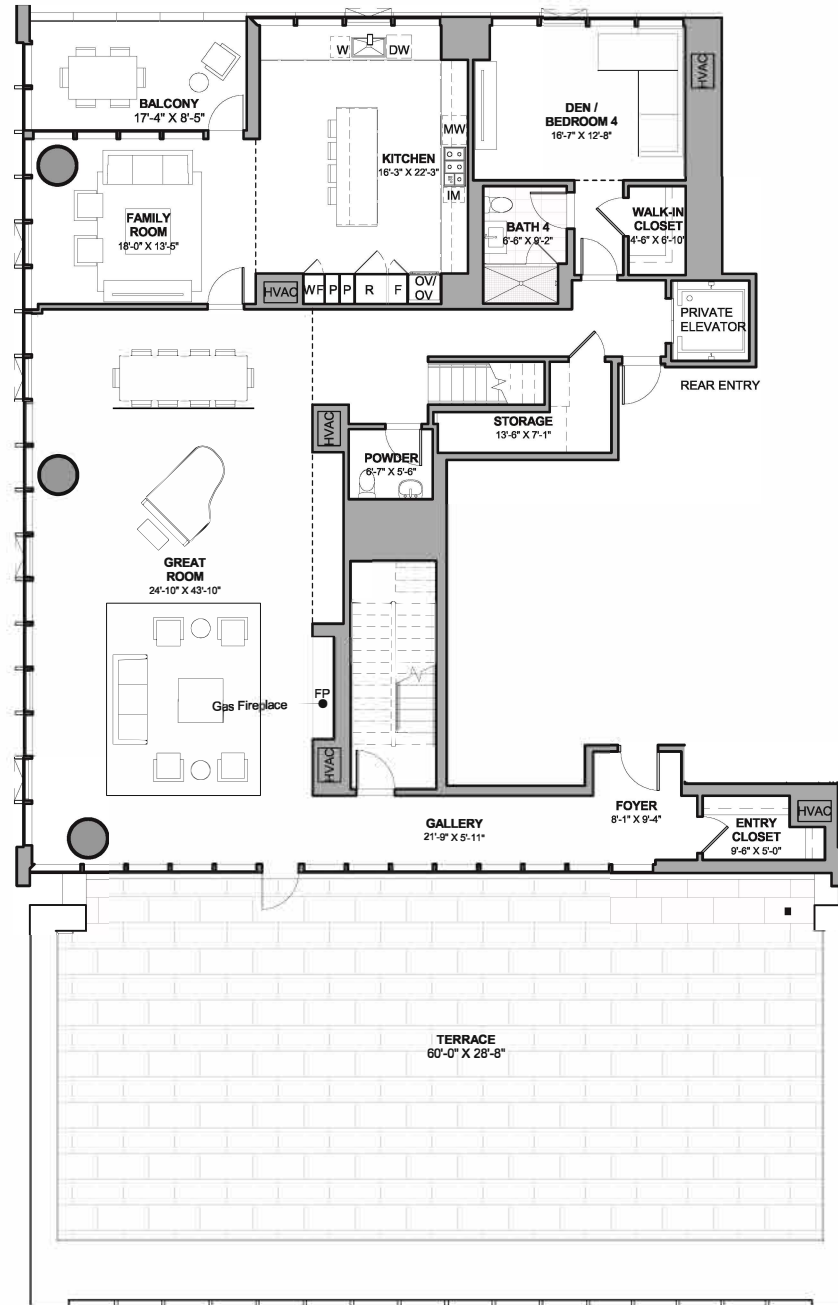 W
DW
HVAC
BALCONY
17'-4" X 8'-5"
DEN /
BEDROOM 4
16'-7" X 12'-8"
MW
KITCHEN
16'-3" X 22'-3"
IM
FAMILY
ROOM
18'-0" X 13'-5"
BATH 4
6'-6" X 9'-2"
WALK-IN
CLOSET
4'-6" X 6'-10"
HVAC
WF
P
P
R
F
OV/
OV
PRIVATE
ELEVATOR
REAR ENTRY
STORAGE
13'-6" X 7'-1"
HVAC
POWDER
6'-7" X 5'-6"
GREAT
ROOM
24'-10" X 43'-10"
FP
Gas Fireplace
HVAC
FOYER
8'-1" X 9'-4"
HVAC
GALLERY
21'-9" X 5'-11"
ENTRY
CLOSET
9'-6" X 5'-0"
TERRACE
60'-0" X 28'-8"